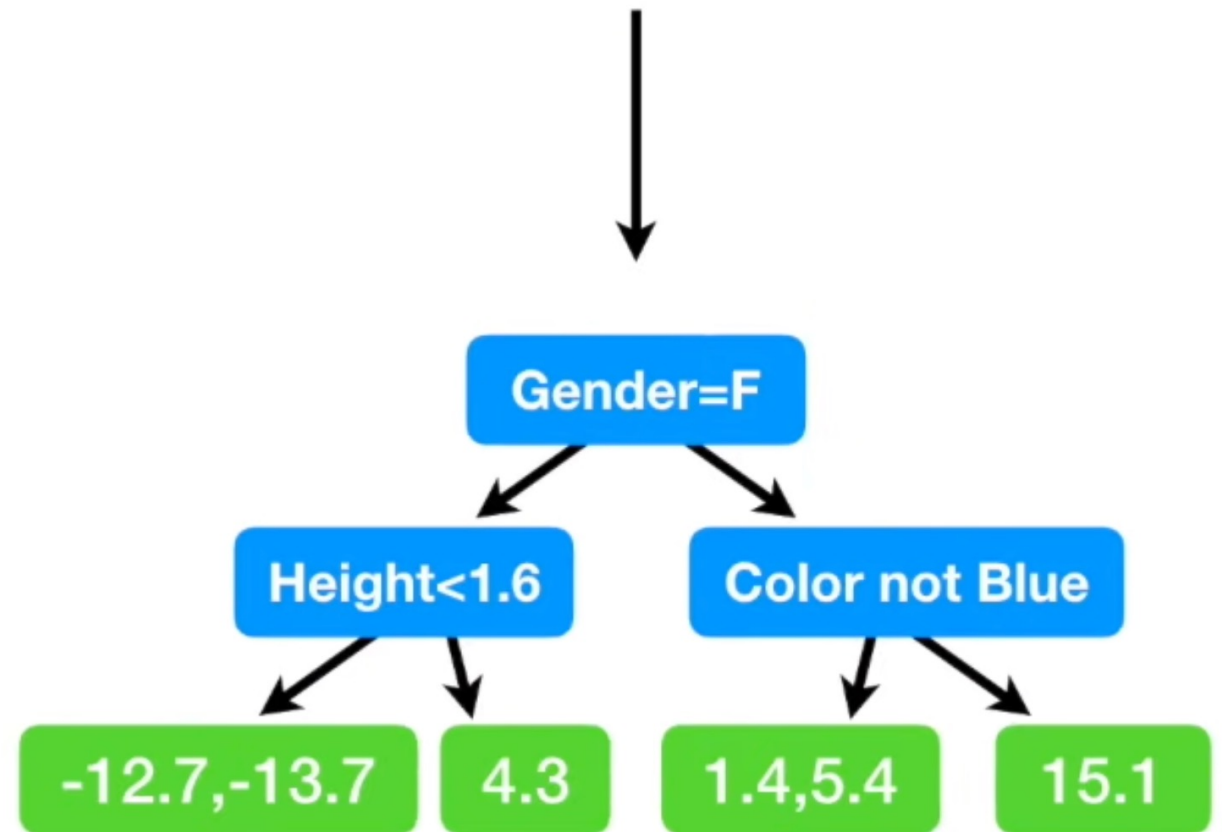 Gender=F
Height<1.6
Color not Blue
-12.7,-13.7
4.3
1.4,5.4
15.1